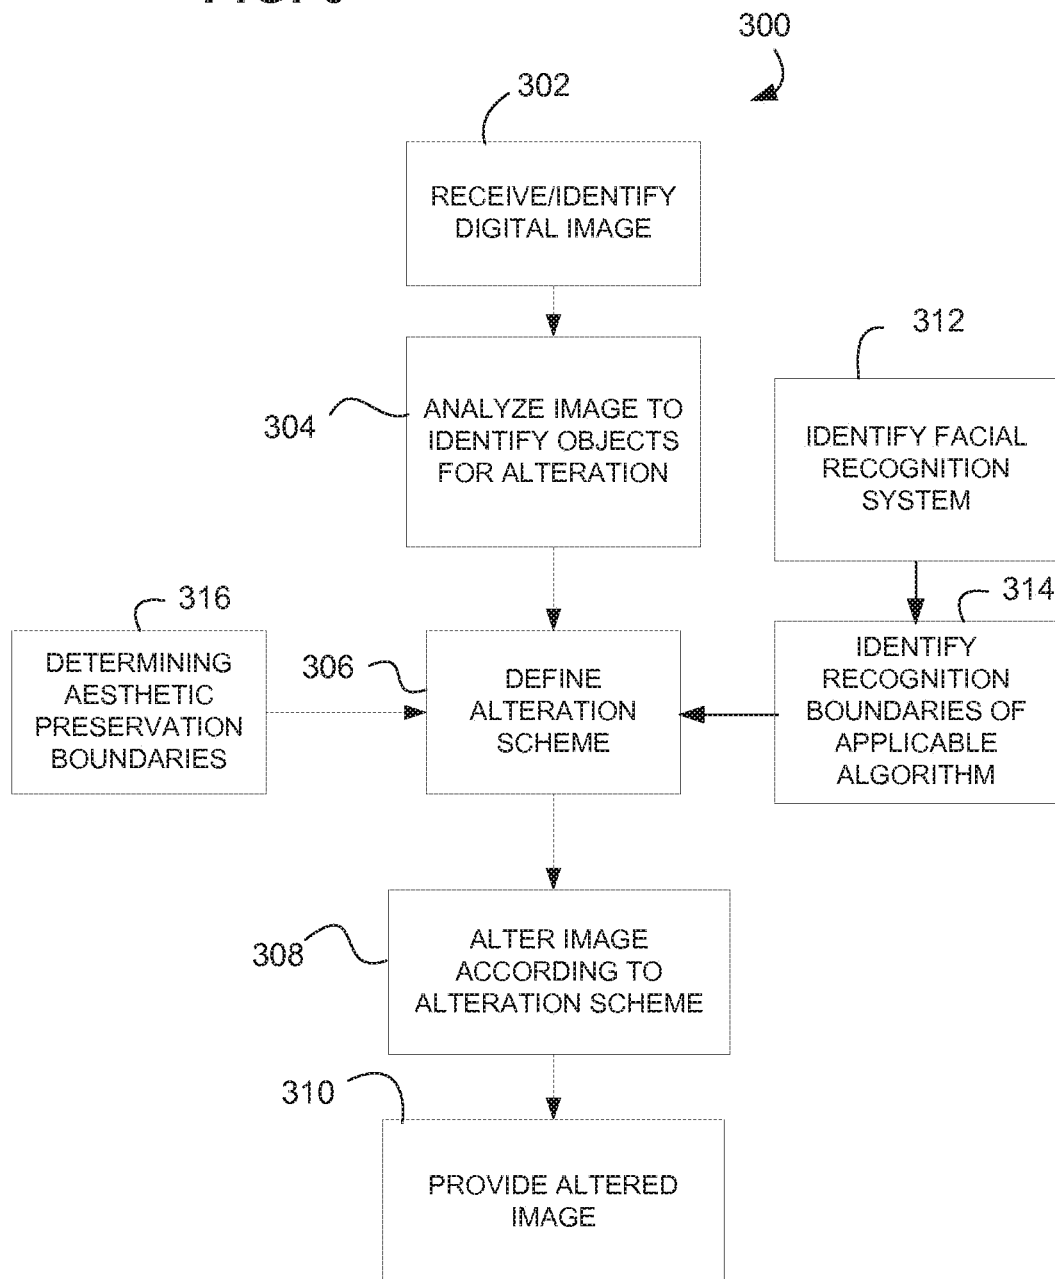 300
302
RECEIVE/IDENTIFY
DIGITAL IMAGE
304
ANALYZE IMAGE TO
IDENTIFY OBJECTS
FOR ALTERATION
312
IDENTIFY FACIAL
RECOGNITION
SYSTEM
316
DETERMINING
AESTHETIC
PRESERVATION
BOUNDARIES
306
DEFINE
ALTERATION
SCHEME
314
IDENTIFY
RECOGNITION
BOUNDARIES OF
APPLICABLE
ALGORITHM
308
ALTER IMAGE
ACCORDING TO
ALTERATION SCHEME
310
PROVIDE ALTERED
IMAGE